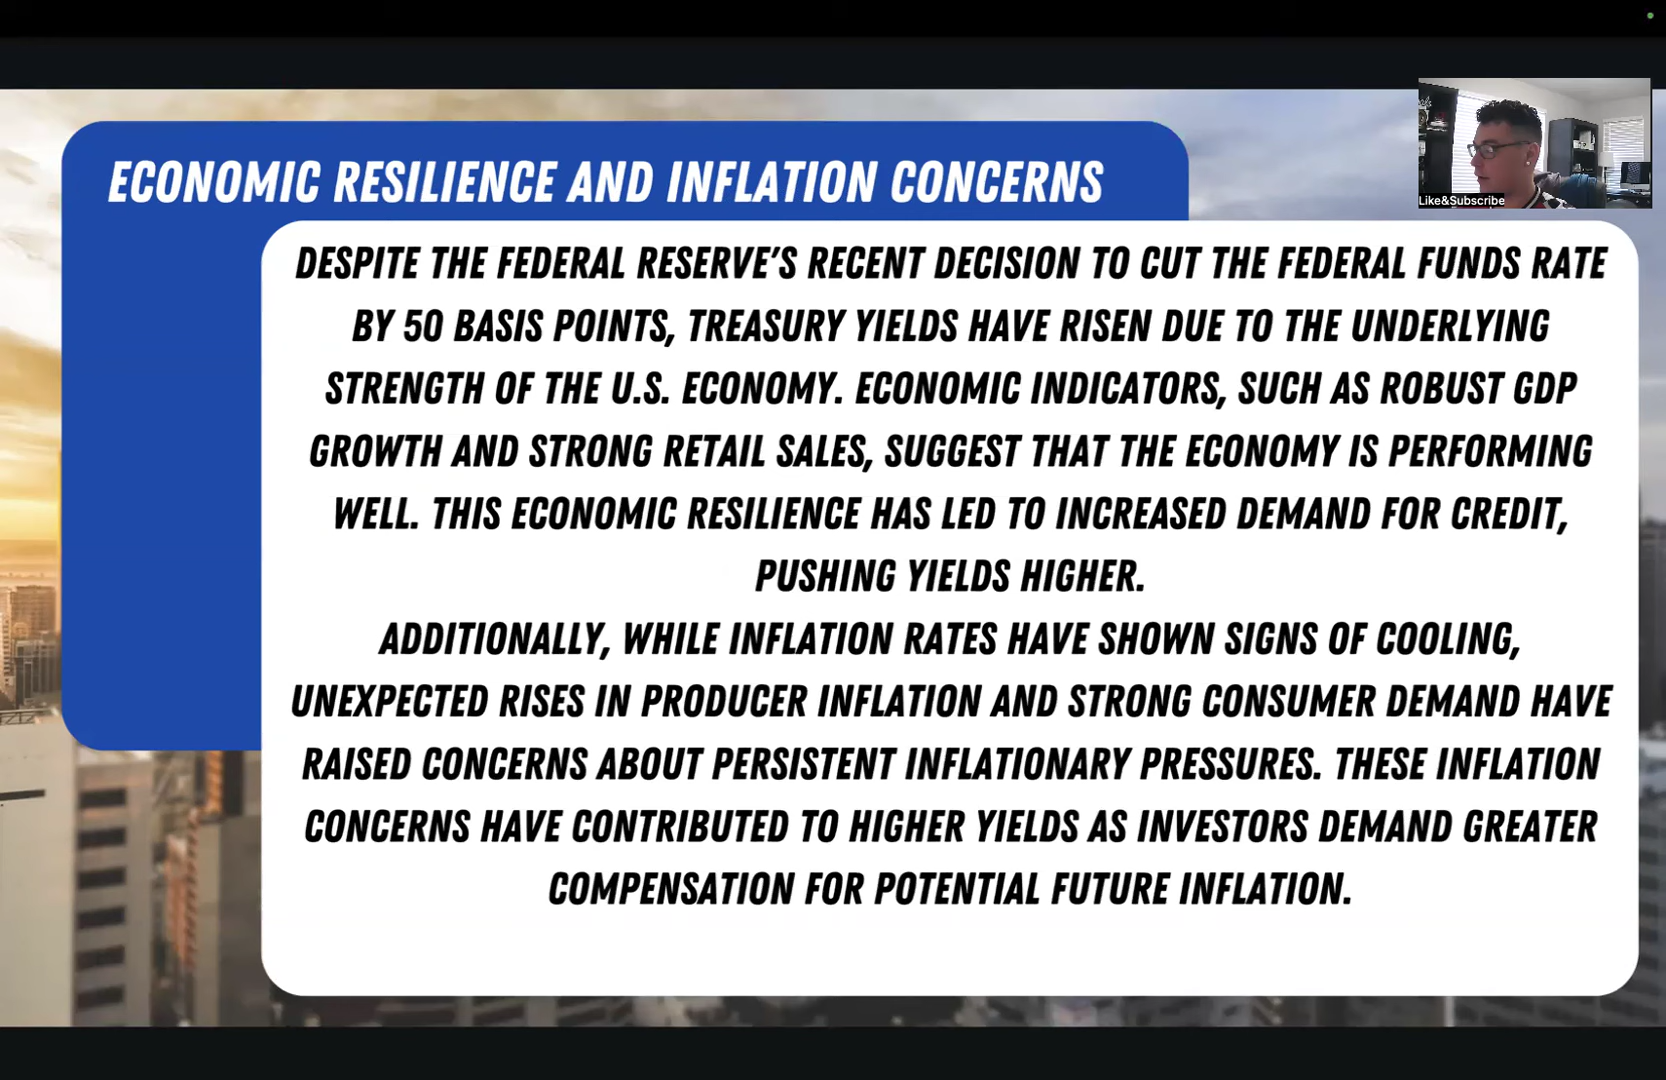 ECONOMIC RESILIENCE AND INFLATION CONCERNS
Like&Subscribe
DESPITE THE FEDERAL RESERVE'S RECENT DECISION TO CUT THE FEDERAL FUNDS RATE
BY 50 BASIS POINTS, TREASURY YIELDS HAVE RISEN DUE TO THE UNDERLYING
STRENGTH OF THE U.S. ECONOMY. ECONOMIC INDICATORS, SUCH AS ROBUST GDP
GROWTH AND STRONG RETAIL SALES, SUGGEST THAT THE ECONOMY IS PERFORMING
WELL. THIS ECONOMIC RESILIENCE HAS LED TO INCREASED DEMAND FOR CREDIT,
PUSHING YIELDS HIGHER.
ADDITIONALLY, WHILE INFLATION RATES HAVE SHOWN SIGNS OF COOLING,
UNEXPECTED RISES IN PRODUCER INFLATION AND STRONG CONSUMER DEMAND HAVE
RAISED CONCERNS ABOUT PERSISTENT INFLATIONARY PRESSURES. THESE INFLATION
CONCERNS HAVE CONTRIBUTED TO HIGHER YIELDS AS INVESTORS DEMAND GREATER
COMPENSATION FOR POTENTIAL FUTURE INFLATION.